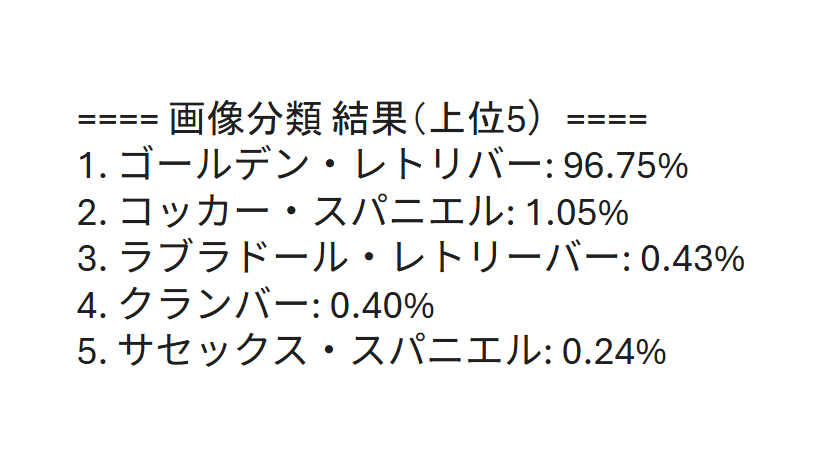 ==== 画像分類 結果(上位5）====
1. ゴールデン・レトリバー: 96.75%
2. コッカー・スパニエル: 1.05%
3. ラブラドール・レトリーバー: 0.43%
4. クランバー: 0.40%
5. サセックス・スパニエル: 0.24%